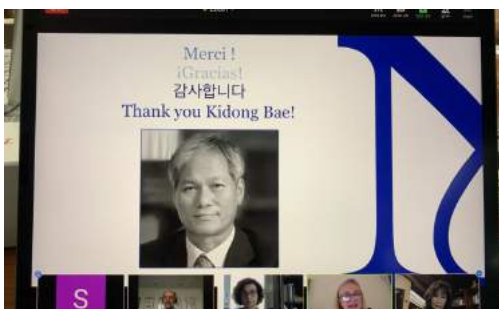 Merci !
¡Gracias!
감사합니다
Thank you Kidong Bae!
S